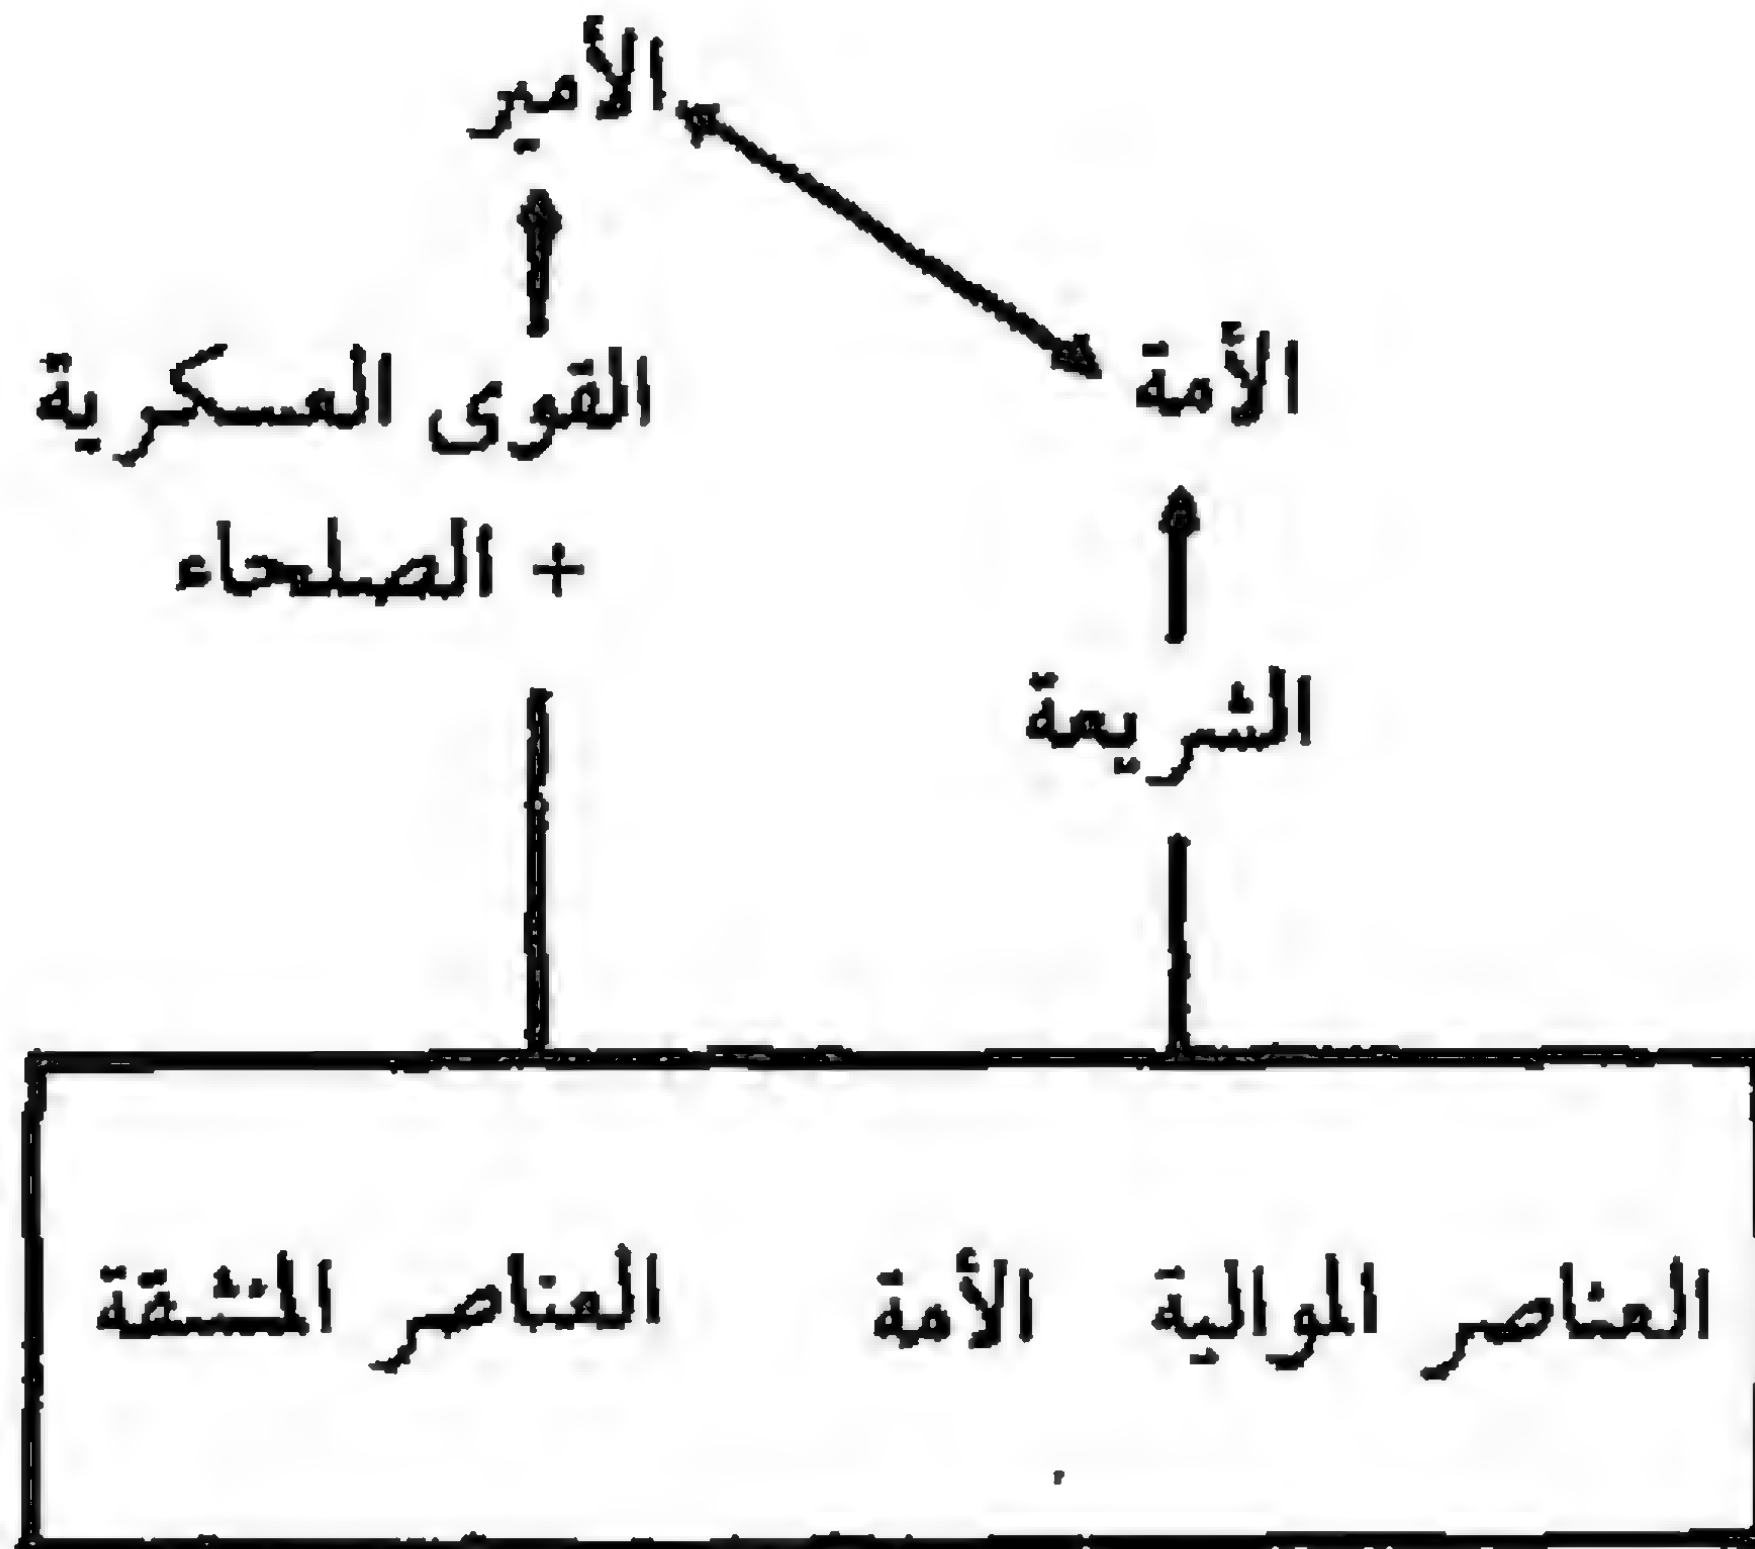 الأمير
الأمة
القوى العسكرية
+ الصلحاء
الشريعة
العناصر الموالية الأمة العناصر المنشقة